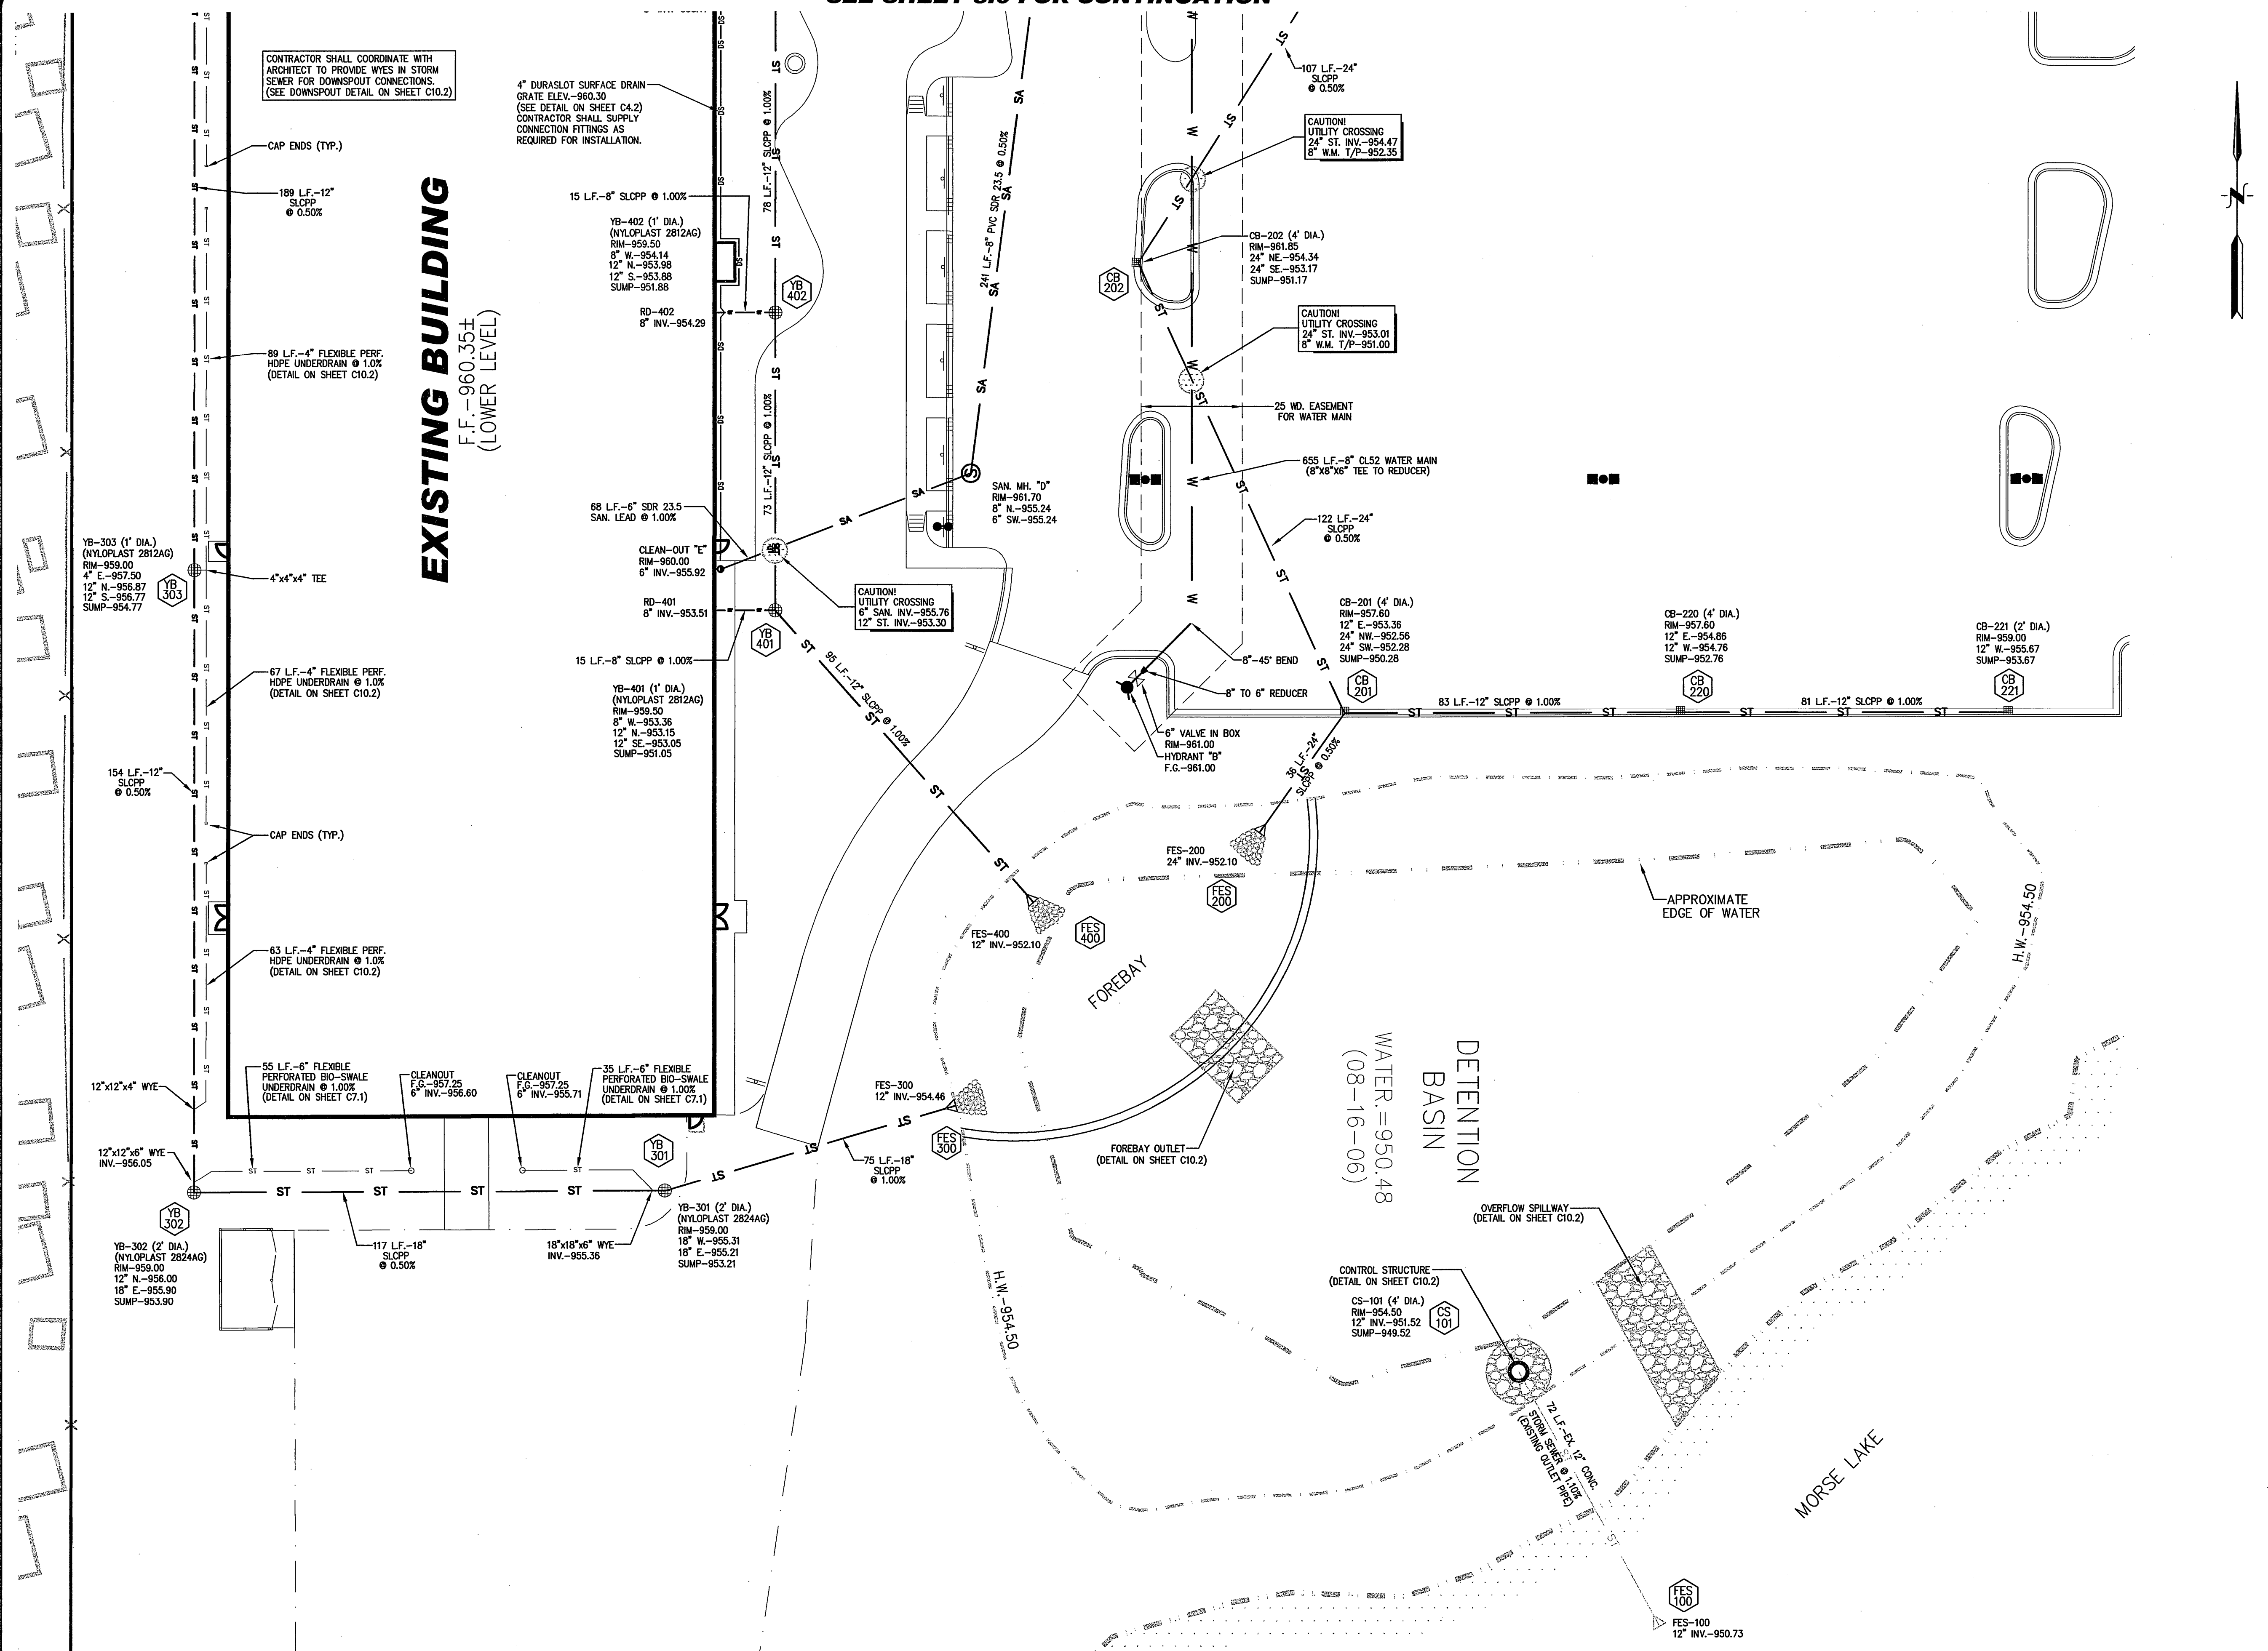 SEE SHEET 8.0 FOR CONTINUATION
CONTRACTOR SHALL COORDINATE WITH
ARCHITECT TO PROVIDE WYES IN STORM
SEWER FOR DOWNSPOUT CONNECTIONS.
(SEE DOWNSPOUT DETAIL ON SHEET C10.2)
CAP ENDS (TYP.)
189 L.F.-12"
SLCPP
@ 0.50%
89 L.F.-4" FLEXIBLE PERF.
HDPE UNDERDRAIN @ 1.0%
(DETAIL ON SHEET C10.2)
EXISTING BUILDING
F.F.-960.35±
(LOWER LEVEL)
YB-303 (1' DIA.)
(NYLOPLAST 2812AG)
RIM-959.00
4" E.-957.50
12" N.-956.87
12" S.-956.77
SUMP-954.77
YB
303
4"x4"x4" TEE
67 L.F.-4" FLEXIBLE PERF.
HDPE UNDERDRAIN @ 1.0%
(DETAIL ON SHEET C10.2)
154 L.F.-12"
SLCPP
@ 0.50%
CAP ENDS (TYP.)
63 L.F.-4" FLEXIBLE PERF.
HDPE UNDERDRAIN @ 1.0%
(DETAIL ON SHEET C10.2)
12"x12"x4" WYE
12"x12"x6" WYE
INV.-956.05
55 L.F.-6" FLEXIBLE
PERFORATED BIO-SWALE
UNDERDRAIN @ 1.00%
(DETAIL ON SHEET C7.1)
CLEANOUT
F.G.-957.25
6" INV.-956.60
CLEANOUT
F.G.-957.25
6" INV.-955.71
35 L.F.-6" FLEXIBLE
PERFORATED BIO-SWALE
UNDERDRAIN @ 1.00%
(DETAIL ON SHEET C7.1)
YB
302
YB-302 (2' DIA.)
(NYLOPLAST 2824AG)
RIM-959.00
12" N.-956.00
18" E.-955.90
SUMP-953.90
117 L.F.-18"
SLCPP
@ 0.50%
18"x18"x6" WYE
INV.-955.36
YB
301
YB-301 (2' DIA.)
(NYLOPLAST 2824AG)
RIM-959.00
18" W.-955.31
18" E.-955.21
SUMP-953.21
4" DURASLOT SURFACE DRAIN
GRATE ELEV.-960.30
(SEE DETAIL ON SHEET C4.2)
CONTRACTOR SHALL SUPPLY
CONNECTION FITTINGS AS
REQUIRED FOR INSTALLATION.
15 L.F.-8" SLCPP @ 1.00%
YB-402 (1' DIA.)
(NYLOPLAST 2812AG)
RIM-959.50
8" W.-954.14
12" N.-953.98
12" S.-953.88
SUMP-951.88
RD-402
8" INV.-954.29
YB
402
78 L.F.-12" SLCPP @ 1.00%
73 L.F.-12" SLCPP @ 1.00%
241 L.F.-8" PVC SDR 23.5 @ 0.50%
68 L.F.-6" SDR 23.5
SAN. LEAD @ 1.00%
CLEAN-OUT "E"
RIM-960.00
6" INV.-955.92
RD-401
8" INV.-953.51
15 L.F.-8" SLCPP @ 1.00%
YB
401
YB-401 (1' DIA.)
(NYLOPLAST 2812AG)
RIM-959.50
8" W.-953.36
12" N.-953.15
12" SE.-953.05
SUMP-951.05
CAUTION!
UTILITY CROSSING
6" SAN. INV.-955.76
12" ST. INV.-953.30
SAN. MH. "D"
RIM-961.70
8" N.-955.24
6" SW.-955.24
95 L.F.-12" SLCPP @ 1.00%
107 L.F.-24"
SLCPP
@ 0.50%
CAUTION!
UTILITY CROSSING
24" ST. INV.-954.47
8" W.M. T/P-952.35
CB-202 (4' DIA.)
RIM-961.85
24" NE.-954.34
24" SE.-953.17
SUMP-951.17
CB
202
CAUTION!
UTILITY CROSSING
24" ST. INV.-953.01
8" W.M. T/P-951.00
25 WD. EASEMENT
FOR WATER MAIN
655 L.F.-8" CL52 WATER MAIN
(8"X8"X6" TEE TO REDUCER)
122 L.F.-24"
SLCPP
@ 0.50%
CB-201 (4' DIA.)
RIM-957.60
12" E.-953.36
24" NW.-952.56
24" SW.-952.28
SUMP-950.28
CB
201
CB-220 (4' DIA.)
RIM-957.60
12" E.-954.86
12" W.-954.76
SUMP-952.76
CB
220
CB-221 (2' DIA.)
RIM-959.00
12" W.-955.67
SUMP-953.67
CB
221
83 L.F.-12" SLCPP @ 1.00%
81 L.F.-12" SLCPP @ 1.00%
8"-45° BEND
8" TO 6" REDUCER
6" VALVE IN BOX
RIM-961.00
HYDRANT "B"
F.G.-961.00
36 L.F.-24"
SLCPP @ 0.50%
FES-200
24" INV.-952.10
FES
200
FES-400
12" INV.-952.10
FES
400
FOREBAY
APPROXIMATE
EDGE OF WATER
H.W.-954.50
FES-300
12" INV.-954.46
FES
300
75 L.F.-18"
SLCPP
@ 1.00%
FOREBAY OUTLET
(DETAIL ON SHEET C10.2)
DETENTION
BASIN
WATER.=950.48
(08-16-06)
H.W.-954.50
OVERFLOW SPILLWAY
(DETAIL ON SHEET C10.2)
CONTROL STRUCTURE
(DETAIL ON SHEET C10.2)
CS-101 (4' DIA.)
RIM-954.50
12" INV.-951.52
SUMP-949.52
CS
101
72 L.F.-EX. 12" CONC.
STORM SEWER @ 1.10%
(EXISTING OUTLET PIPE)
MORSE LAKE
FES
100
FES-100
12" INV.-950.73
N